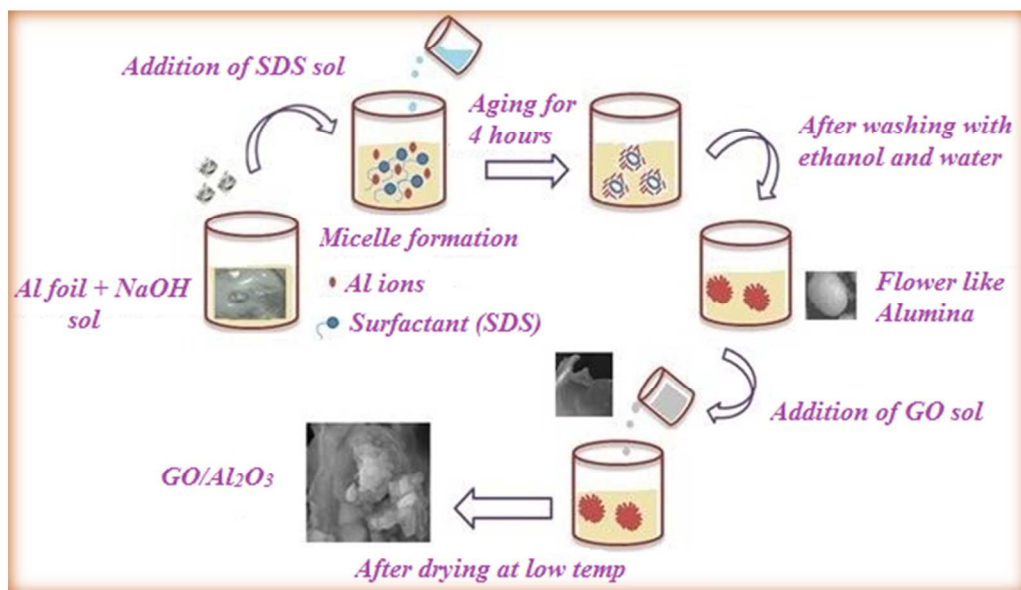 Addition of SDS sol
Aging for
4 hours
After washing with
ethanol and water
Al foil + NaOH
sol
Micelle formation
Al ions
Surfactant (SDS)
Flower like
Alumina
Addition of GO sol
GO/Al₂O₃
After drying at low temp